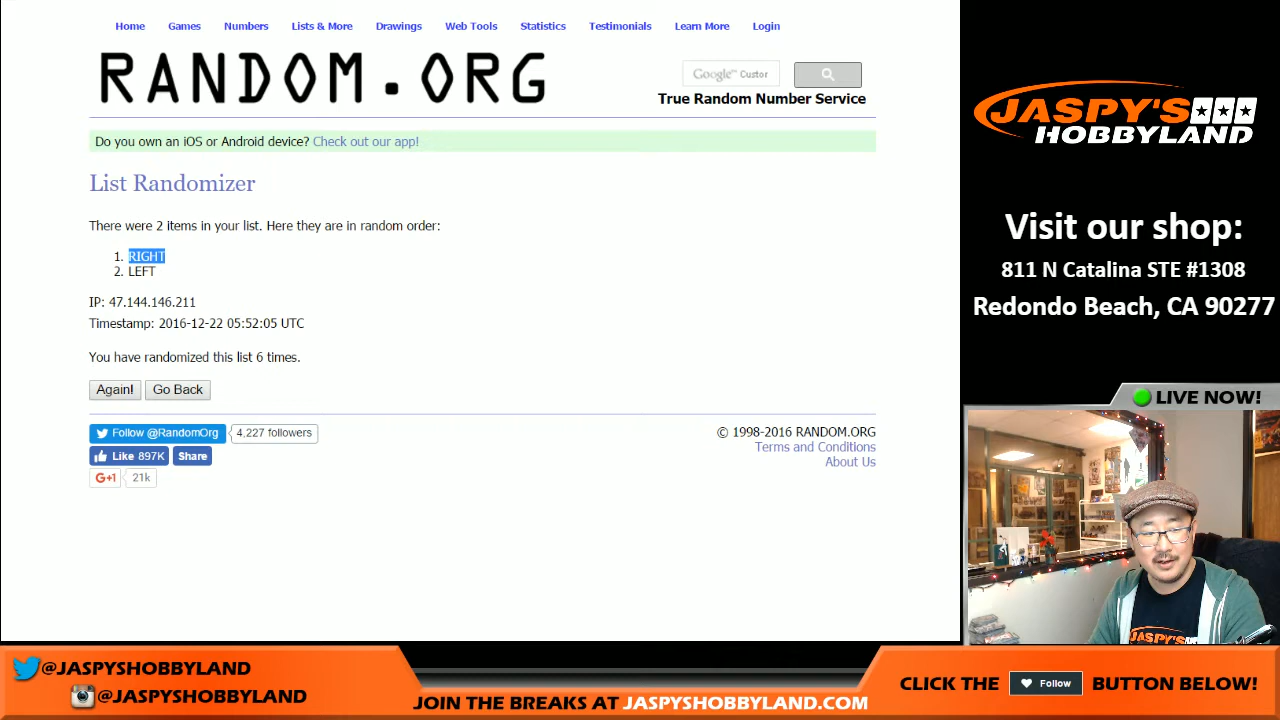 Home Games Numbers Lists & More Drawings Web Tools Statistics Testimonials Learn More Login
RANDOM.ORG
Google™ Custor
True Random Number Service
Do you own an iOS or Android device? Check out our app!
List Randomizer
There were 2 items in your list. Here they are in random order:
1. RIGHT
2. LEFT
IP: 47.144.146.211
Timestamp: 2016-12-22 05:52:05 UTC
You have randomized this list 6 times.
Again! Go Back
Follow @RandomOrg 4,227 followers
Like 897K Share
G+1 21k
© 1998-2016 RANDOM.ORG
Terms and Conditions
About Us
JASPY'S
HOBBYLAND
Visit our shop:
811 N Catalina STE #1308
Redondo Beach, CA 90277
LIVE NOW!
JASPY'S
@JASPYSHOBBYLAND
@JASPYSHOBBYLAND
JOIN THE BREAKS AT JASPYSHOBBYLAND.COM
CLICK THE Follow BUTTON BELOW!